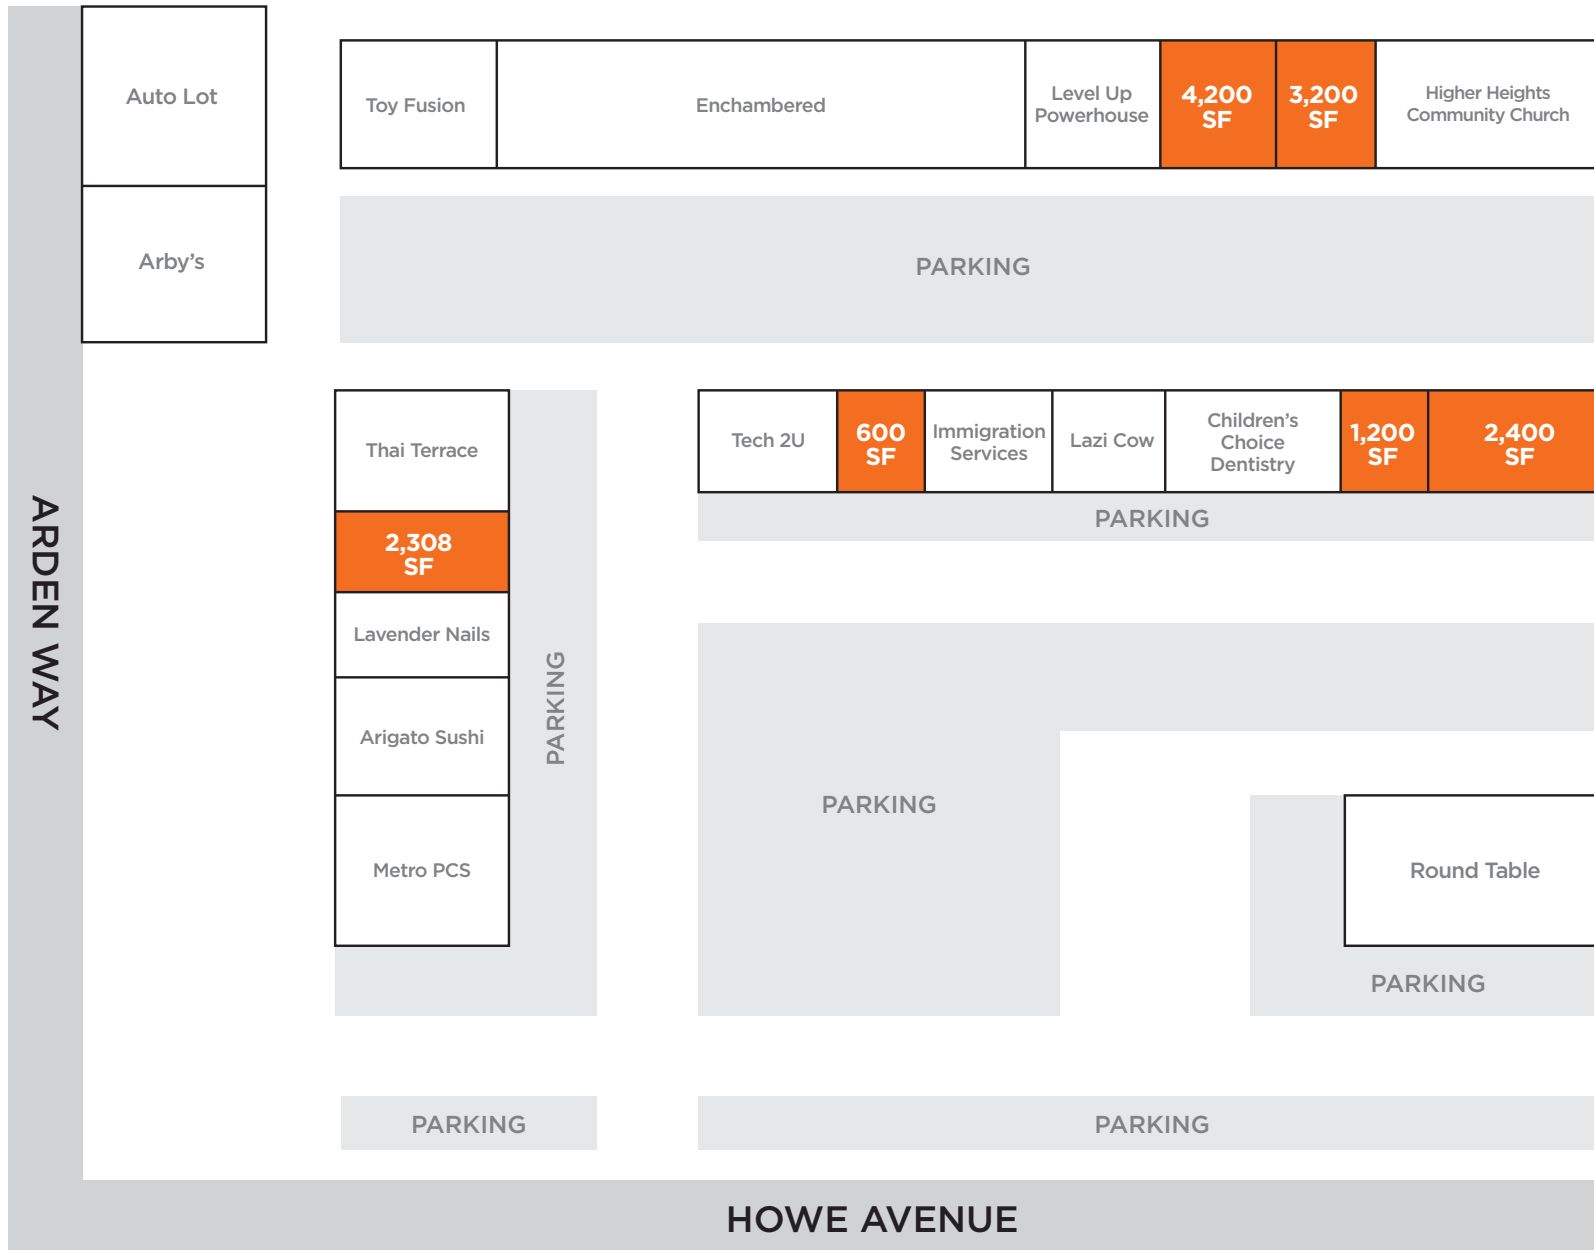 Auto Lot
Arby’s
Toy Fusion
Enchambered
Level Up
Powerhouse
4,200
SF
3,200
SF
Higher Heights
Community Church
PARKING
Thai Terrace
2,308
SF
Lavender Nails
Arigato Sushi
Metro PCS
PARKING
Tech 2U
600
SF
Immigration
Services
Lazi Cow
Children’s
Choice
Dentistry
1,200
SF
2,400
SF
PARKING
PARKING
Round Table
PARKING
PARKING
PARKING
ARDEN WAY
HOWE AVENUE